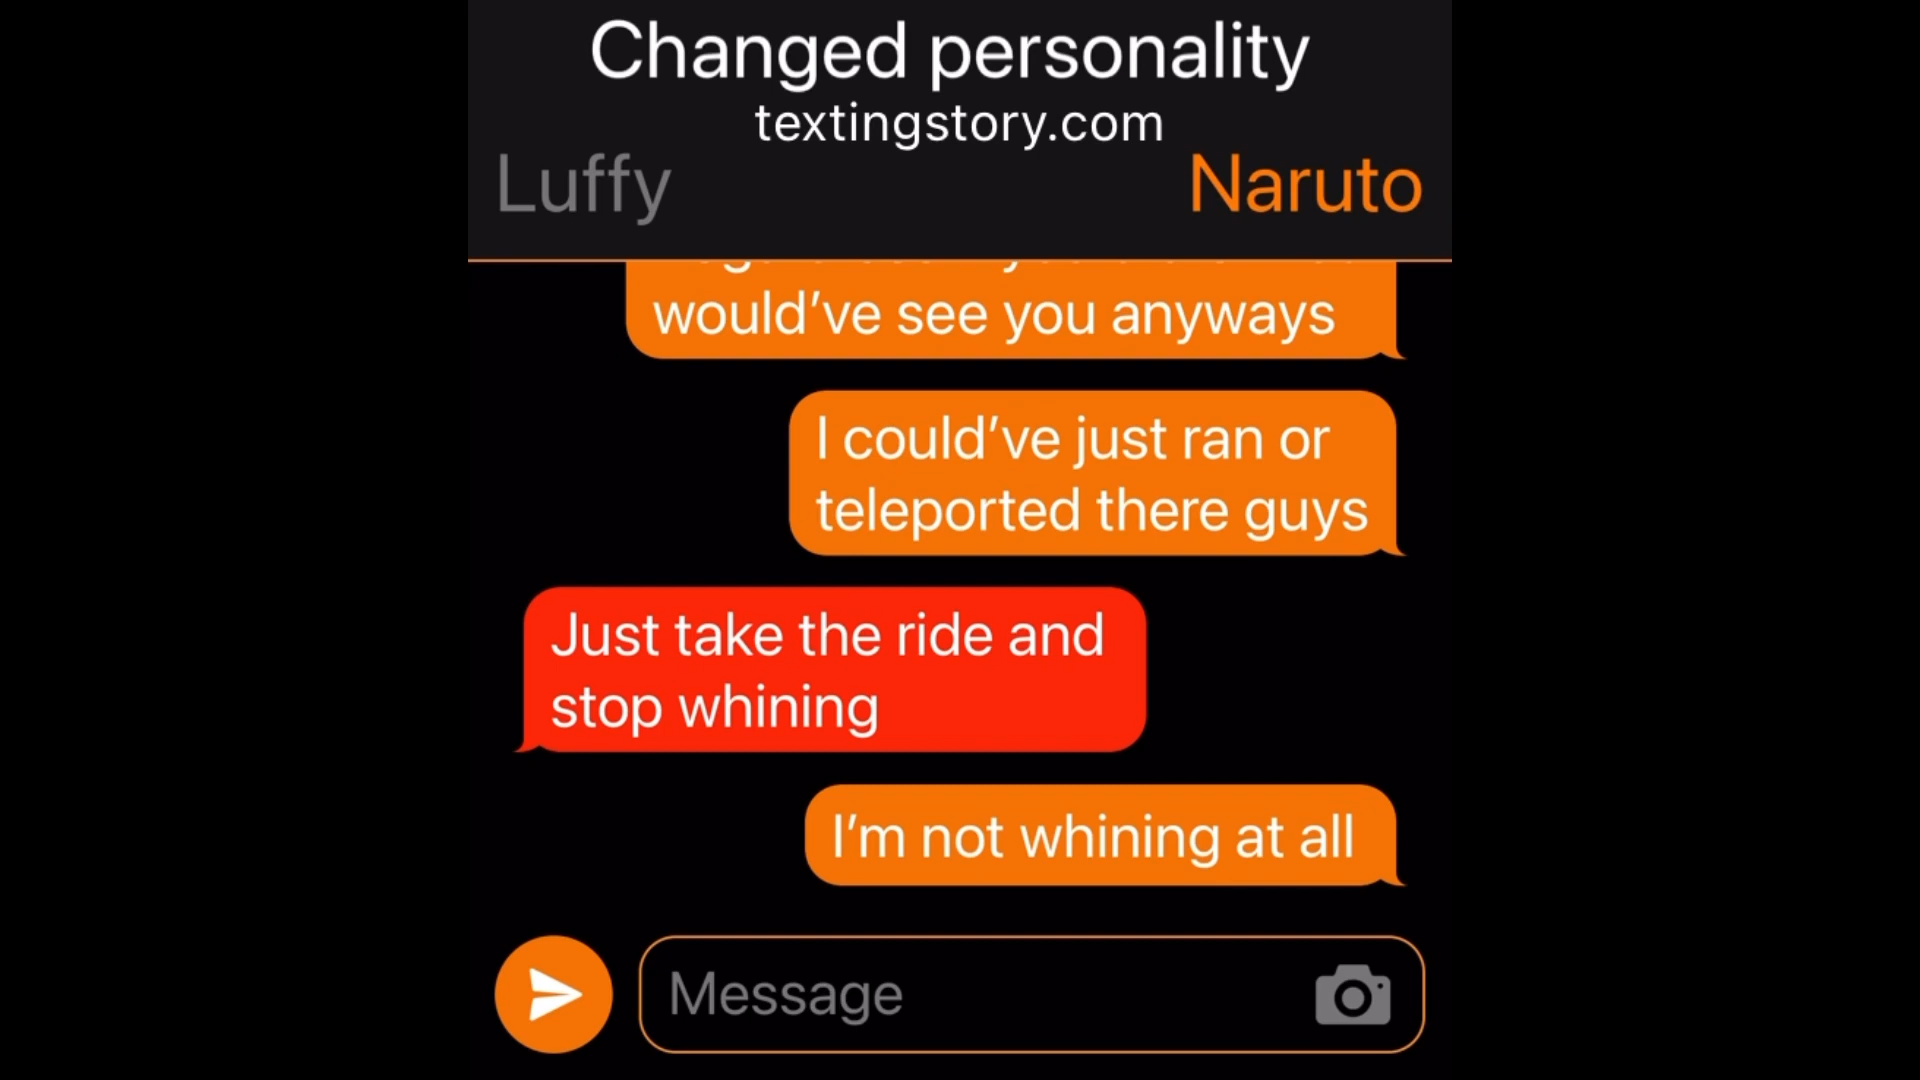 Changed personality
textingstory.com
Luffy
Naruto
would've see you anyways
I could've just ran or
teleported there guys
Just take the ride and
stop whining
I'm not whining at all
Message